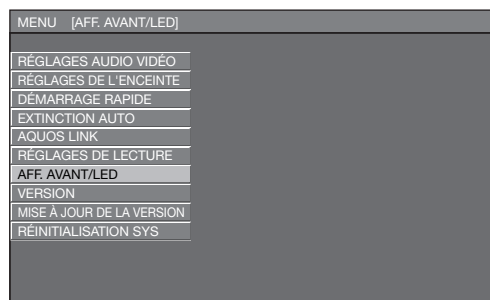 MENU [AFF. AVANT/LED]
RÉGLAGES AUDIO VIDÉO
RÉGLAGES DE L'ENCEINTE
DÉMARRAGE RAPIDE
EXTINCTION AUTO
AQUOS LINK
RÉGLAGES DE LECTURE
AFF. AVANT/LED
VERSION
MISE À JOUR DE LA VERSION
RÉINITIALISATION SYS